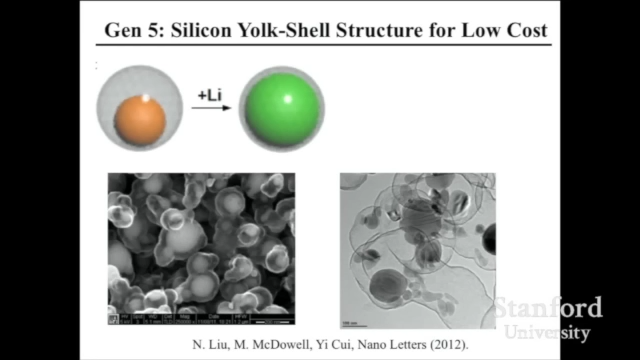 Gen 5: Silicon Yolk-Shell Structure for Low Cost
+Li
Stanford
University
N. Liu, M. McDowell, Yi Cui, Nano Letters (2012).